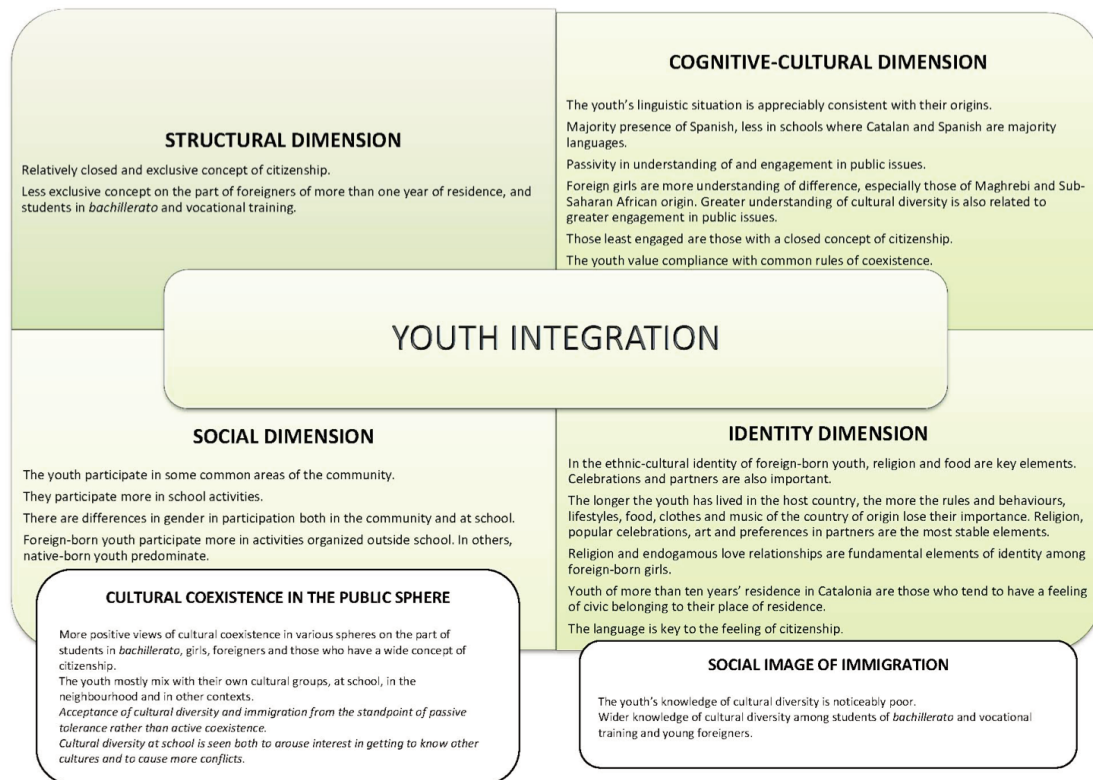 STRUCTURAL DIMENSION
Relatively closed and exclusive concept of citizenship.
Less exclusive concept on the part of foreigners of more than one year of residence, and
students in bachillerato and vocational training.
COGNITIVE-CULTURAL DIMENSION
The youth's linguistic situation is appreciably consistent with their origins.
Majority presence of Spanish, less in schools where Catalan and Spanish are majority
languages.
Passivity in understanding of and engagement in public issues.
Foreign girls are more understanding of difference, especially those of Maghrebi and Sub-
Saharan African origin. Greater understanding of cultural diversity is also related to
greater engagement in public issues.
Those least engaged are those with a closed concept of citizenship.
The youth value compliance with common rules of coexistence.
YOUTH INTEGRATION
SOCIAL DIMENSION
The youth participate in some common areas of the community.
They participate more in school activities.
There are differences in gender in participation both in the community and at school.
Foreign-born youth participate more in activities organized outside school. In others,
native-born youth predominate.
CULTURAL COEXISTENCE IN THE PUBLIC SPHERE
More positive views of cultural coexistence in various spheres on the part of
students in bachillerato, girls, foreigners and those who have a wide concept of
citizenship.
The youth mostly mix with their own cultural groups, at school, in the
neighbourhood and in other contexts.
Acceptance of cultural diversity and immigration from the standpoint of passive
tolerance rather than active coexistence.
Cultural diversity at school is seen both to arouse interest in getting to know other
cultures and to cause more conflicts.
IDENTITY DIMENSION
In the ethnic-cultural identity of foreign-born youth, religion and food are key elements.
Celebrations and partners are also important.
The longer the youth has lived in the host country, the more the rules and behaviours,
lifestyles, food, clothes and music of the country of origin lose their importance. Religion,
popular celebrations, art and preferences in partners are the most stable elements.
Religion and endogamous love relationships are fundamental elements of identity among
foreign-born girls.
Youth of more than ten years' residence in Catalonia are those who tend to have a feeling
of civic belonging to their place of residence.
The language is key to the feeling of citizenship.
SOCIAL IMAGE OF IMMIGRATION
The youth's knowledge of cultural diversity is noticeably poor.
Wider knowledge of cultural diversity among students of bachillerato and vocational
training and young foreigners.